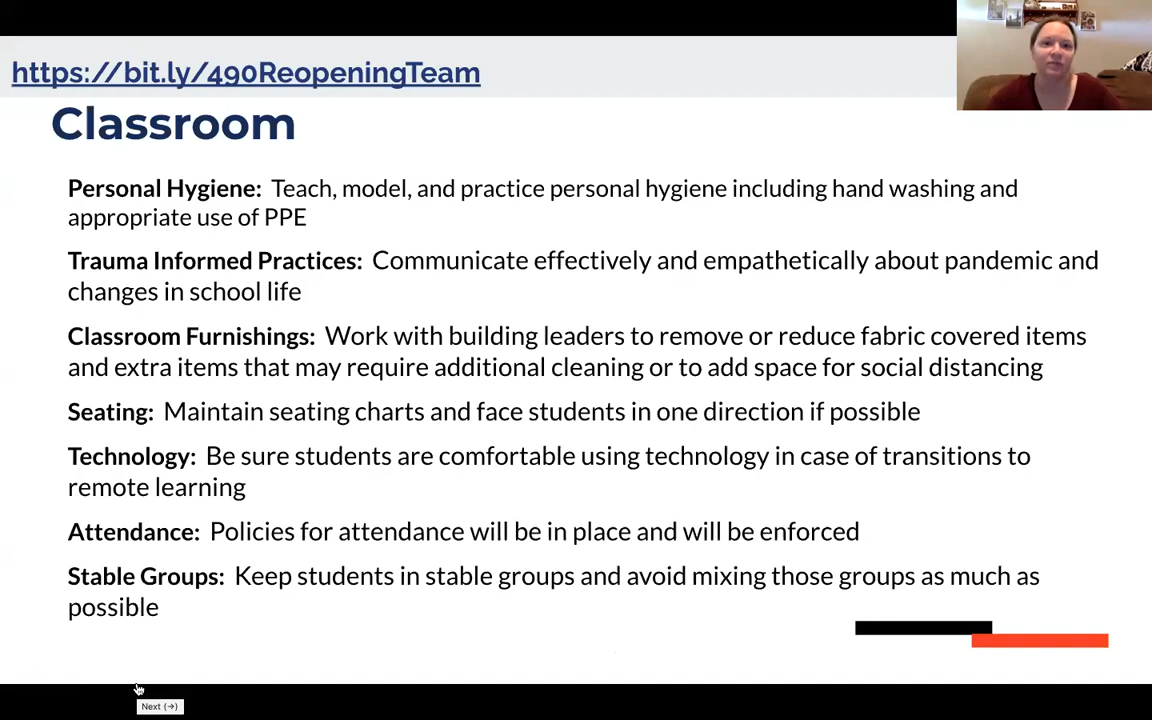 https://bit.ly/490ReopeningTeam
Classroom
Personal Hygiene: Teach, model, and practice personal hygiene including hand washing and
appropriate use of PPE
Trauma Informed Practices: Communicate effectively and empathetically about pandemic and
changes in school life
Classroom Furnishings: Work with building leaders to remove or reduce fabric covered items
and extra items that may require additional cleaning or to add space for social distancing
Seating: Maintain seating charts and face students in one direction if possible
Technology: Be sure students are comfortable using technology in case of transitions to
remote learning
Attendance: Policies for attendance will be in place and will be enforced
Stable Groups: Keep students in stable groups and avoid mixing those groups as much as
possible
Next (→)